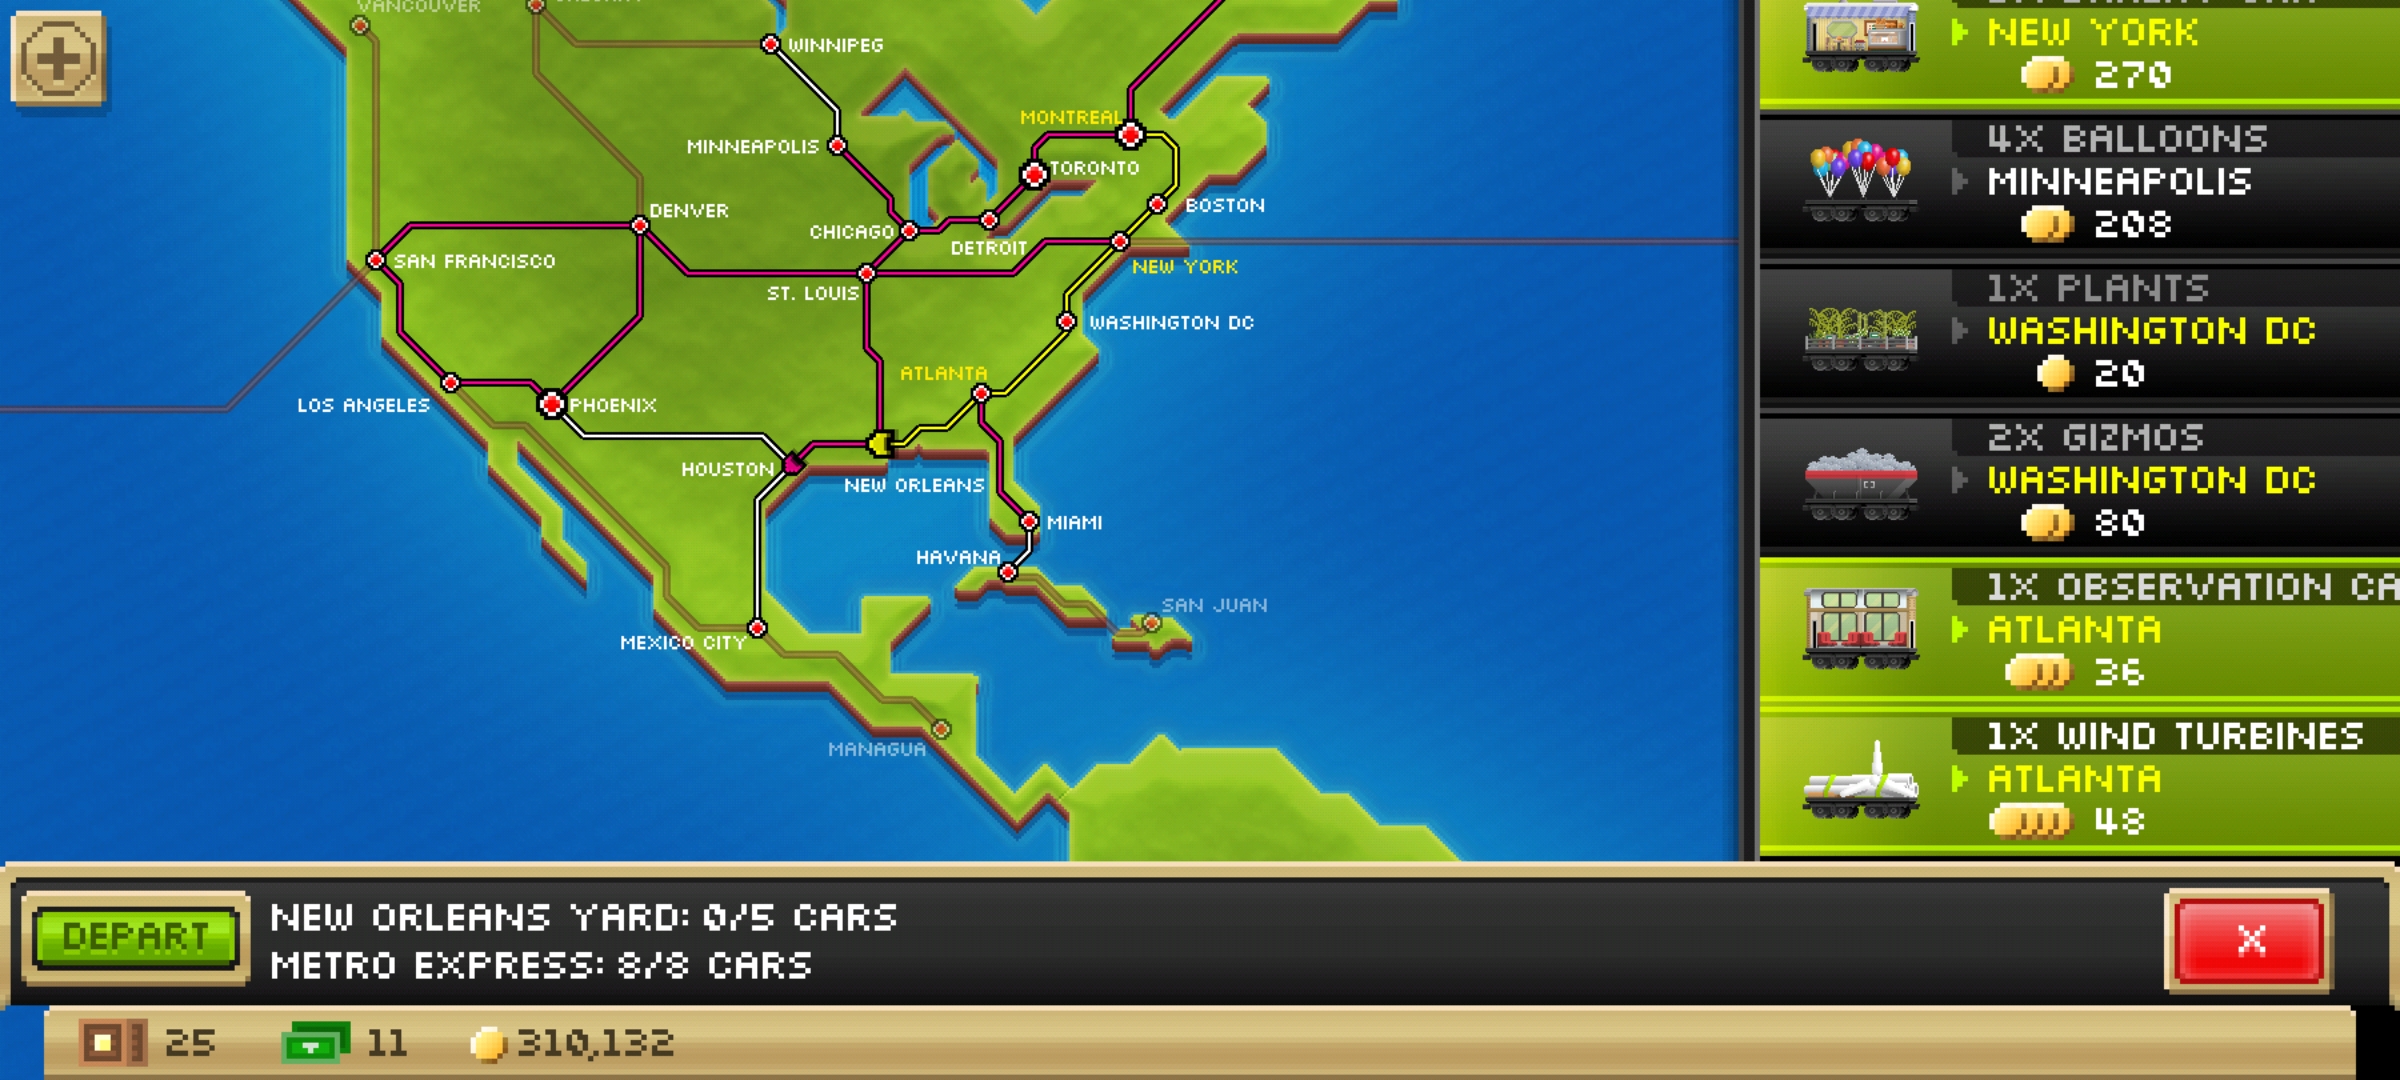 VANCOUVER
WINNIPEG
MONTREAL
MINNEAPOLIS
TORONTO
DENVER
BOSTON
CHICAGO
DETROIT
SAN FRANCISCO
NEW YORK
ST. LOUIS
WASHINGTON DC
ATLANTA
LOS ANGELES
PHOENIX
HOUSTON
NEW ORLEANS
MIAMI
HAVANA
SAN JUAN
MEXICO CITY
MANAGUA
NEW YORK
270
4X BALLOONS
MINNEAPOLIS
208
1X PLANTS
WASHINGTON DC
20
2X GIZMOS
WASHINGTON DC
80
1X OBSERVATION CA
ATLANTA
36
1X WIND TURBINES
ATLANTA
48
DEPART
NEW ORLEANS YARD: 0/5 CARS
METRO EXPRESS: 8/8 CARS
X
25
11
310,132